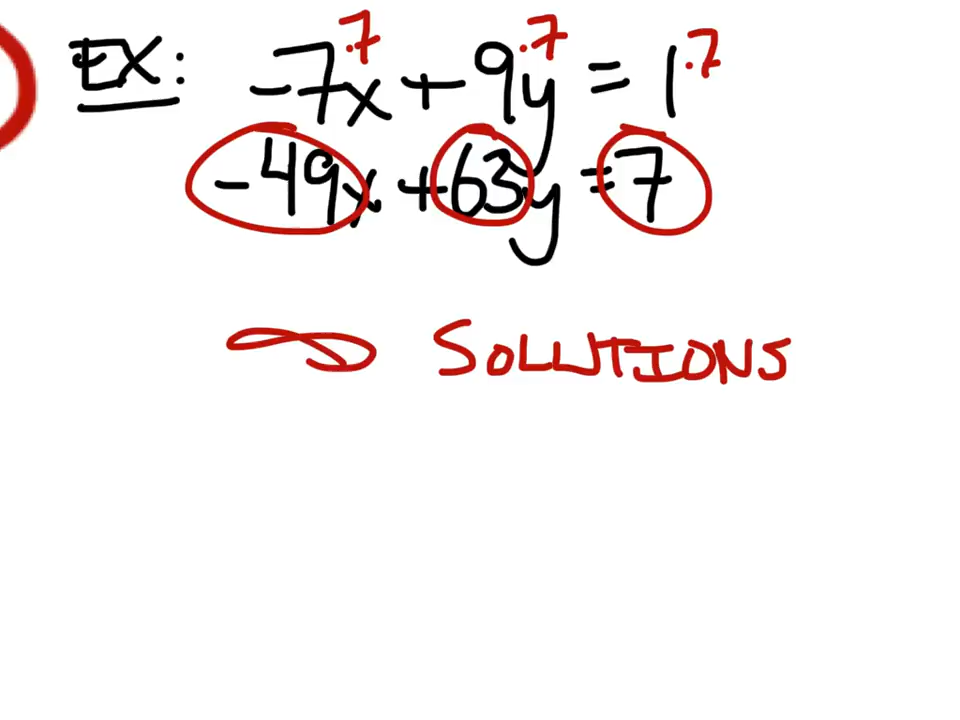 EX: -7x + 9y = 1
·7 ·7 ·7
-49x + 63y = 7
∞ SOLUTIONS